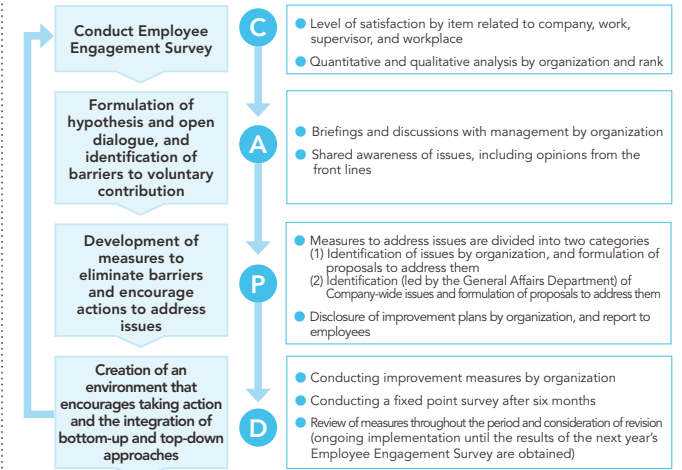 Conduct Employee
Engagement Survey
C
● Level of satisfaction by item related to company, work,
supervisor, and workplace
● Quantitative and qualitative analysis by organization and rank
Formulation of
hypothesis and open
dialogue, and
identification of
barriers to voluntary
contribution
A
● Briefings and discussions with management by organization
● Shared awareness of issues, including opinions from the
front lines
Development of
measures to
eliminate barriers
and encourage
actions to address
issues
P
● Measures to address issues are divided into two categories
(1) Identification of issues by organization, and formulation of
proposals to address them
(2) Identification (led by the General Affairs Department) of
Company-wide issues and formulation of proposals to address them
● Disclosure of improvement plans by organization, and report to
employees
Creation of an
environment that
encourages taking action
and the integration of
bottom-up and top-down
approaches
D
● Conducting improvement measures by organization
● Conducting a fixed point survey after six months
● Review of measures throughout the period and consideration of revision
(ongoing implementation until the results of the next year's
Employee Engagement Survey are obtained)